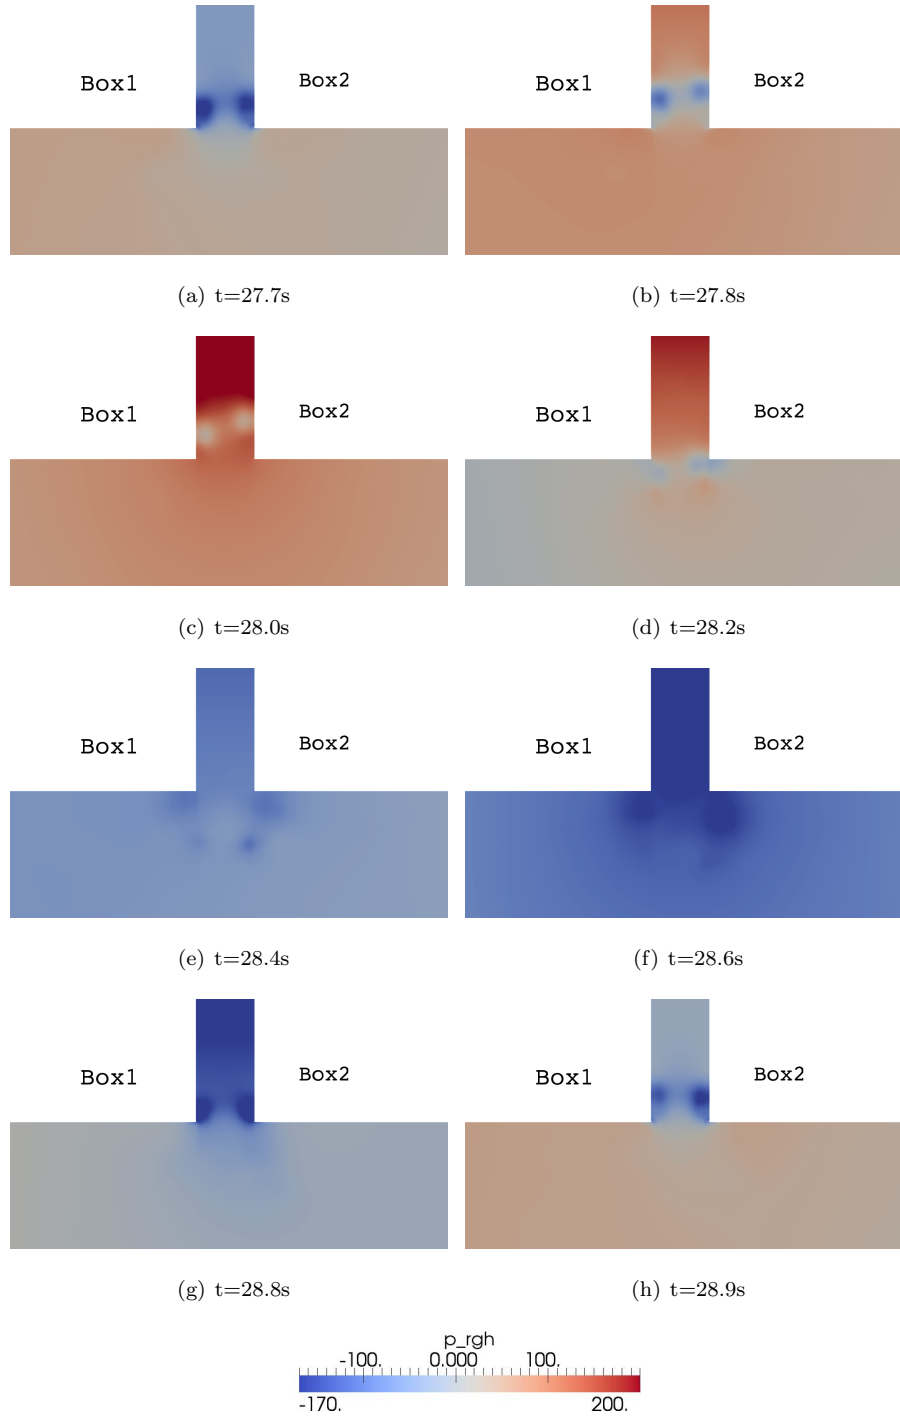 Box1 Box2 Box1 Box2
(a) t=27.7s (b) t=27.8s
Box1 Box2 Box1 Box2
(c) t=28.0s (d) t=28.2s
Box1 Box2 Box1 Box2
(e) t=28.4s (f) t=28.6s
Box1 Box2 Box1 Box2
(g) t=28.8s (h) t=28.9s
p_rgh
-100. 0.000 100.
-170. 200.